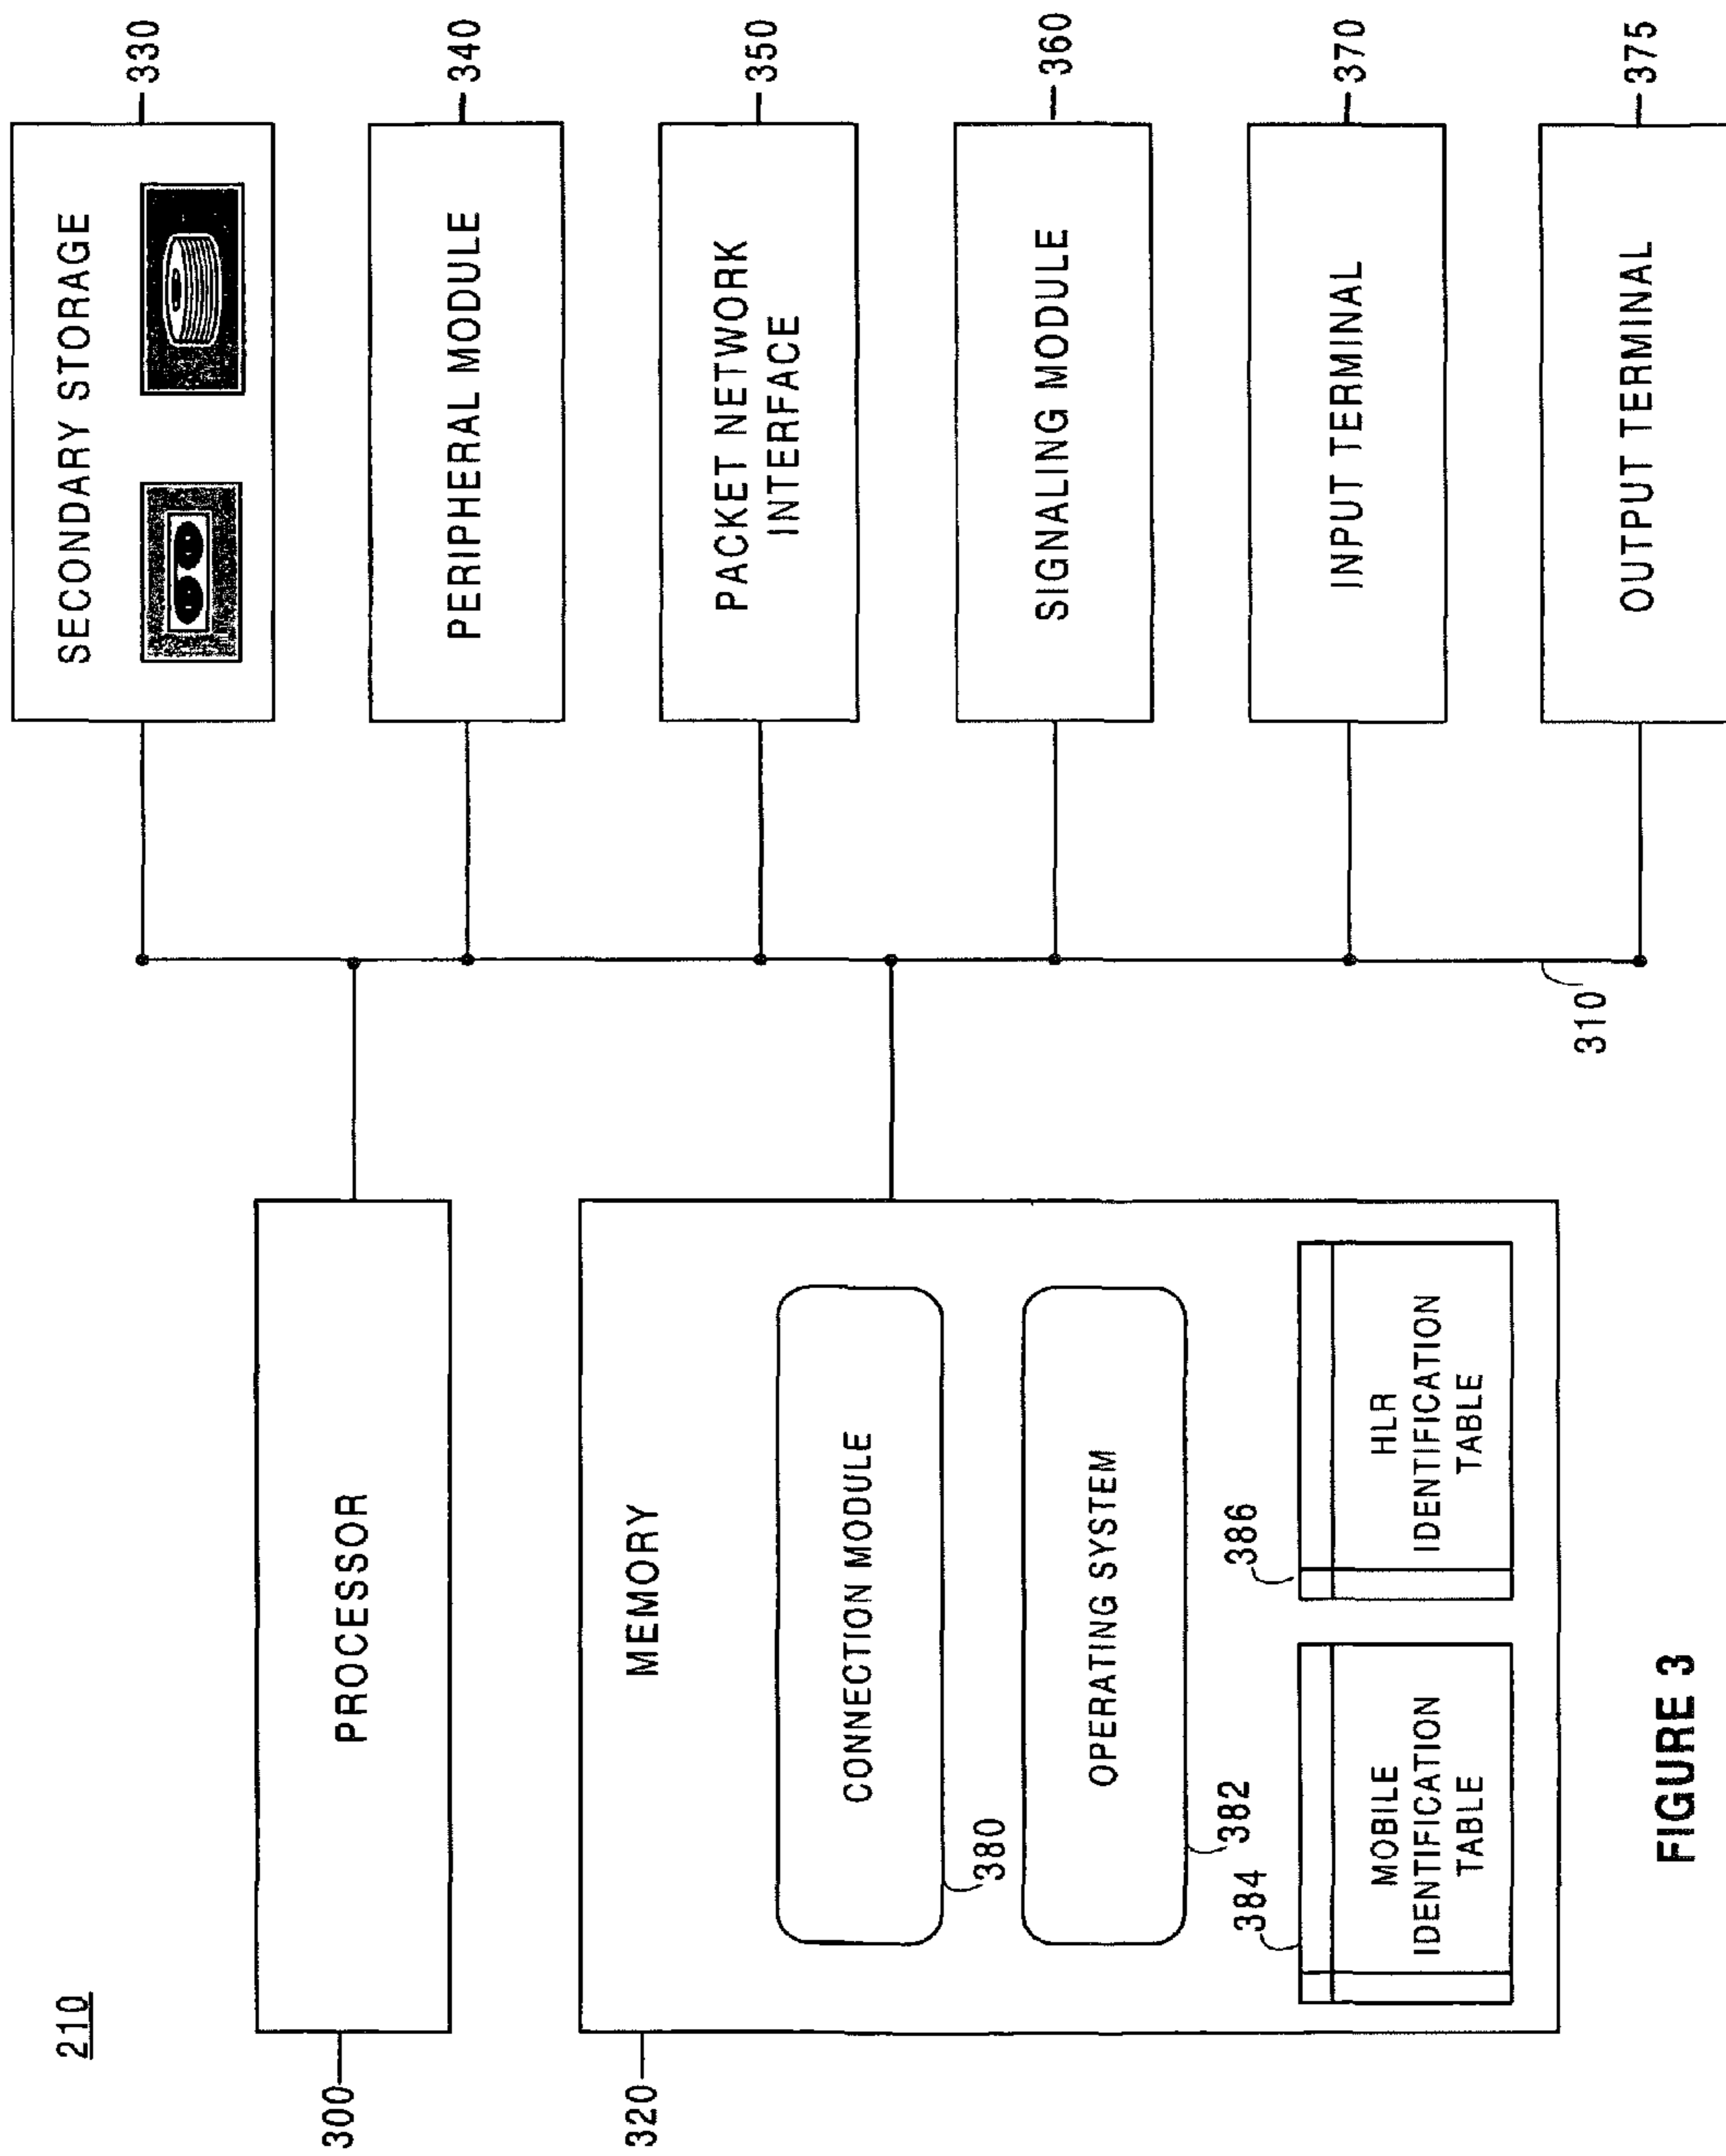 210
300
PROCESSOR
320
MEMORY
CONNECTION MODULE
380
OPERATING SYSTEM
382
384
MOBILE
IDENTIFICATION
TABLE
386
HLR
IDENTIFICATION
TABLE
310
SECONDARY STORAGE
330
PERIPHERAL MODULE
340
PACKET NETWORK
INTERFACE
350
SIGNALING MODULE
360
INPUT TERMINAL
370
OUTPUT TERMINAL
375
FIGURE 3